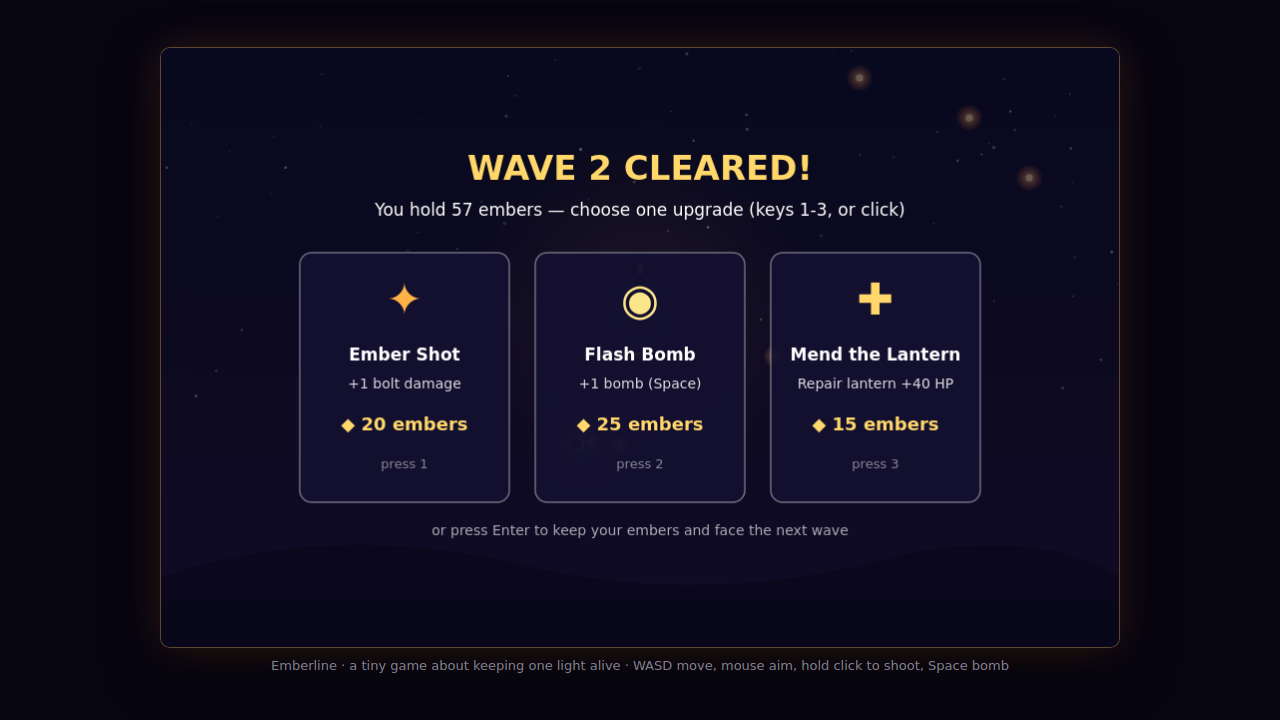 WAVE 2 CLEARED!
You hold 57 embers — choose one upgrade (keys 1-3, or click)
Ember Shot
+1 bolt damage
◆ 20 embers
press 1
Flash Bomb
+1 bomb (Space)
◆ 25 embers
press 2
Mend the Lantern
Repair lantern +40 HP
◆ 15 embers
press 3
or press Enter to keep your embers and face the next wave
Emberline · a tiny game about keeping one light alive · WASD move, mouse aim, hold click to shoot, Space bomb